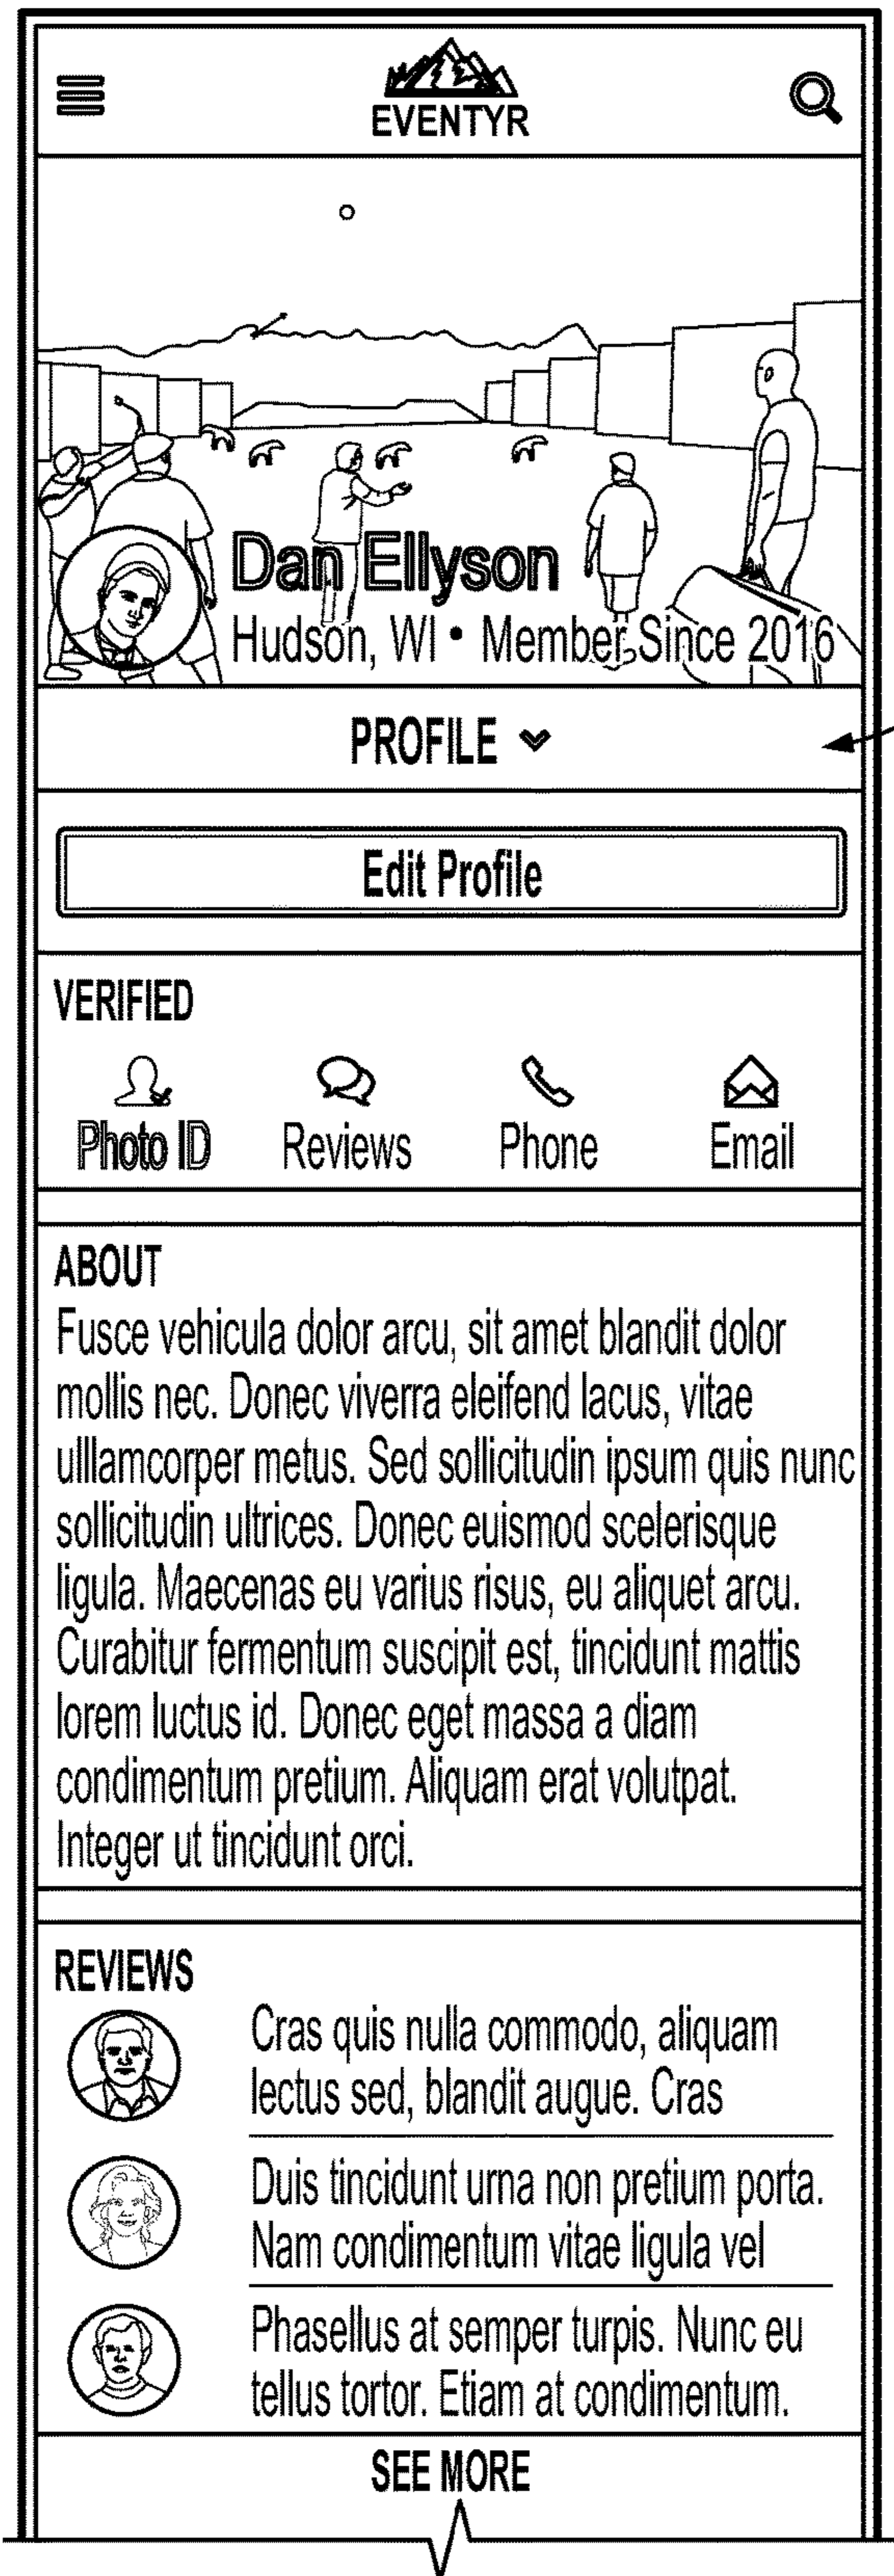 EVENTYR
Dan Ellyson
Hudson, WI • Member Since 2016
PROFILE
Edit Profile
VERIFIED
Photo ID Reviews Phone Email
ABOUT
Fusce vehicula dolor arcu, sit amet blandit dolor
mollis nec. Donec viverra eleifend lacus, vitae
ulllamcorper metus. Sed sollicitudin ipsum quis nunc
sollicitudin ultrices. Donec euismod scelerisque
ligula. Maecenas eu varius risus, eu aliquet arcu.
Curabitur fermentum suscipit est, tincidunt mattis
lorem luctus id. Donec eget massa a diam
condimentum pretium. Aliquam erat volutpat.
Integer ut tincidunt orci.
REVIEWS
Cras quis nulla commodo, aliquam
lectus sed, blandit augue. Cras
Duis tincidunt urna non pretium porta.
Nam condimentum vitae ligula vel
Phasellus at semper turpis. Nunc eu
tellus tortor. Etiam at condimentum.
SEE MORE